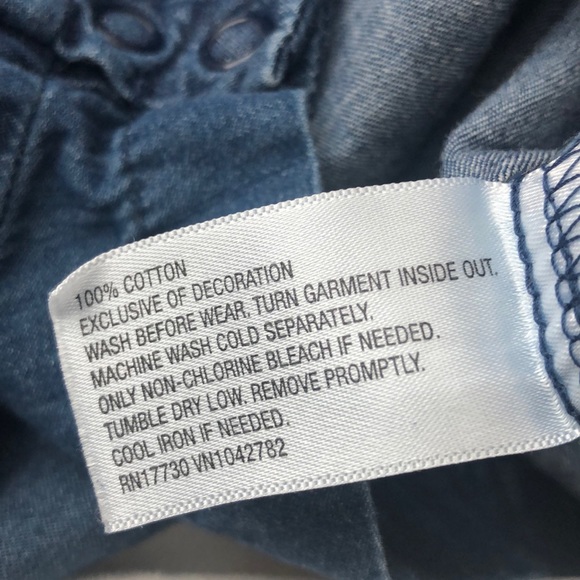 100% COTTON
EXCLUSIVE OF DECORATION
WASH BEFORE WEAR. TURN GARMENT INSIDE OUT.
MACHINE WASH COLD SEPARATELY.
ONLY NON-CHLORINE BLEACH IF NEEDED.
TUMBLE DRY LOW. REMOVE PROMPTLY.
COOL IRON IF NEEDED.
RN17730 VN1042782